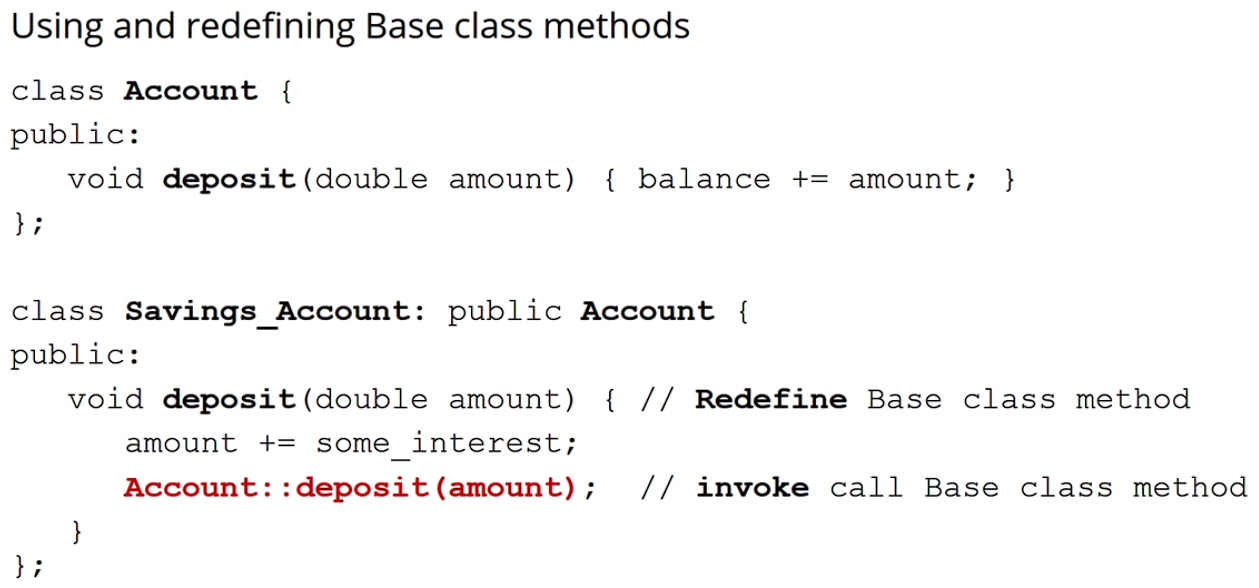 Using and redefining Base class methods
class Account {
public:
   void deposit(double amount) { balance += amount; }
};
class Savings_Account: public Account {
public:
   void deposit(double amount) { // Redefine Base class method
      amount += some_interest;
      Account::deposit(amount);  // invoke call Base class method
   }
};